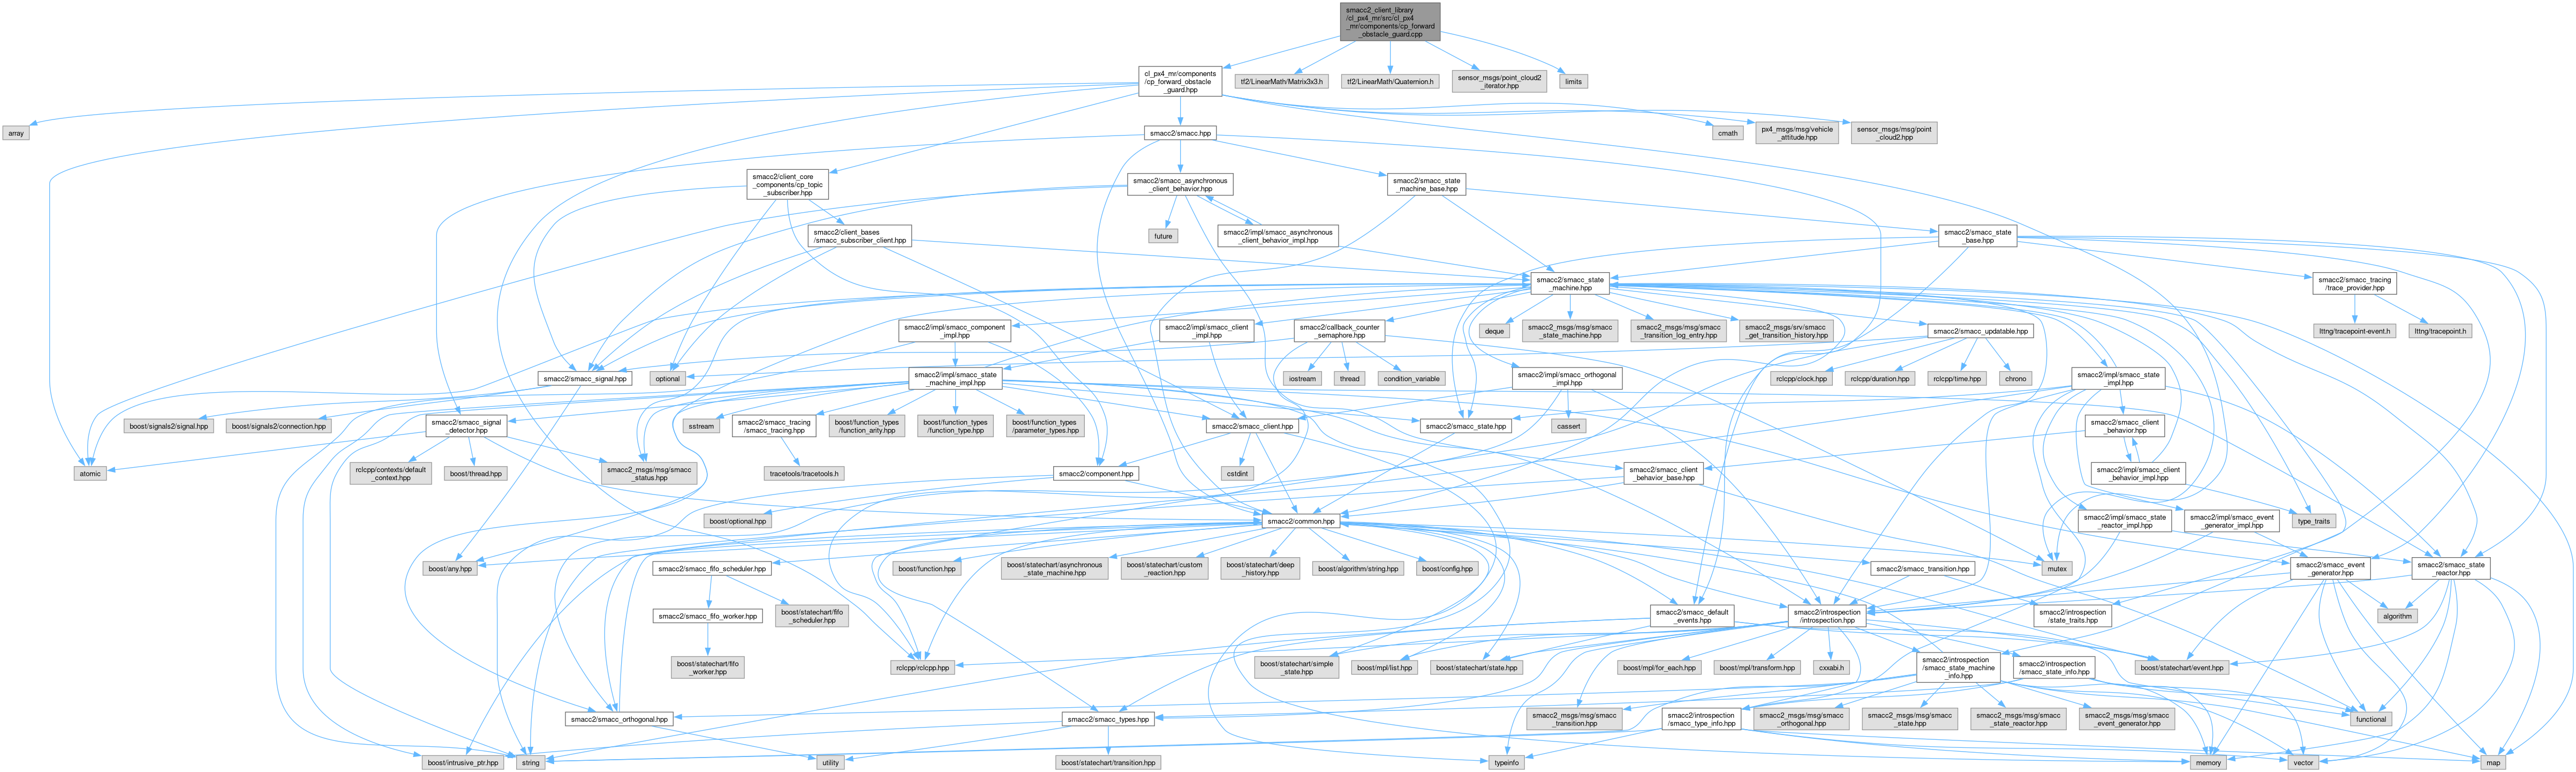 smacc2_client_library
/cl_px4_mr/src/cl_px4
_mr/components/cp_forward
_obstacle_guard.cpp
cl_px4_mr/components
/cp_forward_obstacle
_guard.hpp
tf2/LinearMath/Matrix3x3.h
tf2/LinearMath/Quaternion.h
sensor_msgs/point_cloud2
_iterator.hpp
limits
array
smacc2/smacc.hpp
cmath
px4_msgs/msg/vehicle
_attitude.hpp
sensor_msgs/msg/point
_cloud2.hpp
smacc2/client_core
_components/cp_topic
_subscriber.hpp
smacc2/smacc_asynchronous
_client_behavior.hpp
smacc2/smacc_state
_machine_base.hpp
smacc2/client_bases
/smacc_subscriber_client.hpp
future
smacc2/impl/smacc_asynchronous
_client_behavior_impl.hpp
smacc2/smacc_state
_base.hpp
smacc2/smacc_state
_machine.hpp
smacc2/smacc_tracing
/trace_provider.hpp
smacc2/impl/smacc_component
_impl.hpp
smacc2/impl/smacc_client
_impl.hpp
smacc2/callback_counter
_semaphore.hpp
deque
smacc2_msgs/msg/smacc
_state_machine.hpp
smacc2_msgs/msg/smacc
_transition_log_entry.hpp
smacc2_msgs/srv/smacc
_get_transition_history.hpp
smacc2/smacc_updatable.hpp
lttng/tracepoint-event.h
lttng/tracepoint.h
smacc2/smacc_signal.hpp
optional
smacc2/impl/smacc_state
_machine_impl.hpp
iostream
thread
condition_variable
smacc2/impl/smacc_orthogonal
_impl.hpp
rclcpp/clock.hpp
rclcpp/duration.hpp
rclcpp/time.hpp
chrono
smacc2/impl/smacc_state
_impl.hpp
boost/signals2/signal.hpp
boost/signals2/connection.hpp
smacc2/smacc_signal
_detector.hpp
sstream
smacc2/smacc_tracing
/smacc_tracing.hpp
boost/function_types
/function_arity.hpp
boost/function_types
/function_type.hpp
boost/function_types
/parameter_types.hpp
smacc2/smacc_client.hpp
smacc2/smacc_state.hpp
cassert
smacc2/smacc_client
_behavior.hpp
atomic
rclcpp/contexts/default
_context.hpp
boost/thread.hpp
smacc2_msgs/msg/smacc
_status.hpp
tracetools/tracetools.h
smacc2/component.hpp
cstdint
smacc2/smacc_client
_behavior_base.hpp
smacc2/impl/smacc_client
_behavior_impl.hpp
boost/optional.hpp
smacc2/common.hpp
smacc2/impl/smacc_state
_reactor_impl.hpp
smacc2/impl/smacc_event
_generator_impl.hpp
type_traits
boost/any.hpp
smacc2/smacc_fifo_scheduler.hpp
boost/function.hpp
boost/statechart/asynchronous
_state_machine.hpp
boost/statechart/custom
_reaction.hpp
boost/statechart/deep
_history.hpp
boost/algorithm/string.hpp
boost/config.hpp
smacc2/smacc_transition.hpp
mutex
smacc2/smacc_event
_generator.hpp
smacc2/smacc_state
_reactor.hpp
smacc2/smacc_fifo_worker.hpp
boost/statechart/fifo
_scheduler.hpp
smacc2/smacc_default
_events.hpp
smacc2/introspection
/introspection.hpp
smacc2/introspection
/state_traits.hpp
algorithm
boost/statechart/fifo
_worker.hpp
rclcpp/rclcpp.hpp
boost/statechart/simple
_state.hpp
boost/mpl/list.hpp
boost/statechart/state.hpp
boost/mpl/for_each.hpp
boost/mpl/transform.hpp
cxxabi.h
smacc2/introspection
/smacc_state_machine
_info.hpp
smacc2/introspection
/smacc_state_info.hpp
boost/statechart/event.hpp
smacc2/smacc_orthogonal.hpp
smacc2/smacc_types.hpp
smacc2_msgs/msg/smacc
_transition.hpp
smacc2/introspection
/smacc_type_info.hpp
smacc2_msgs/msg/smacc
_orthogonal.hpp
smacc2_msgs/msg/smacc
_state.hpp
smacc2_msgs/msg/smacc
_state_reactor.hpp
smacc2_msgs/msg/smacc
_event_generator.hpp
functional
boost/intrusive_ptr.hpp
string
utility
boost/statechart/transition.hpp
typeinfo
memory
vector
map